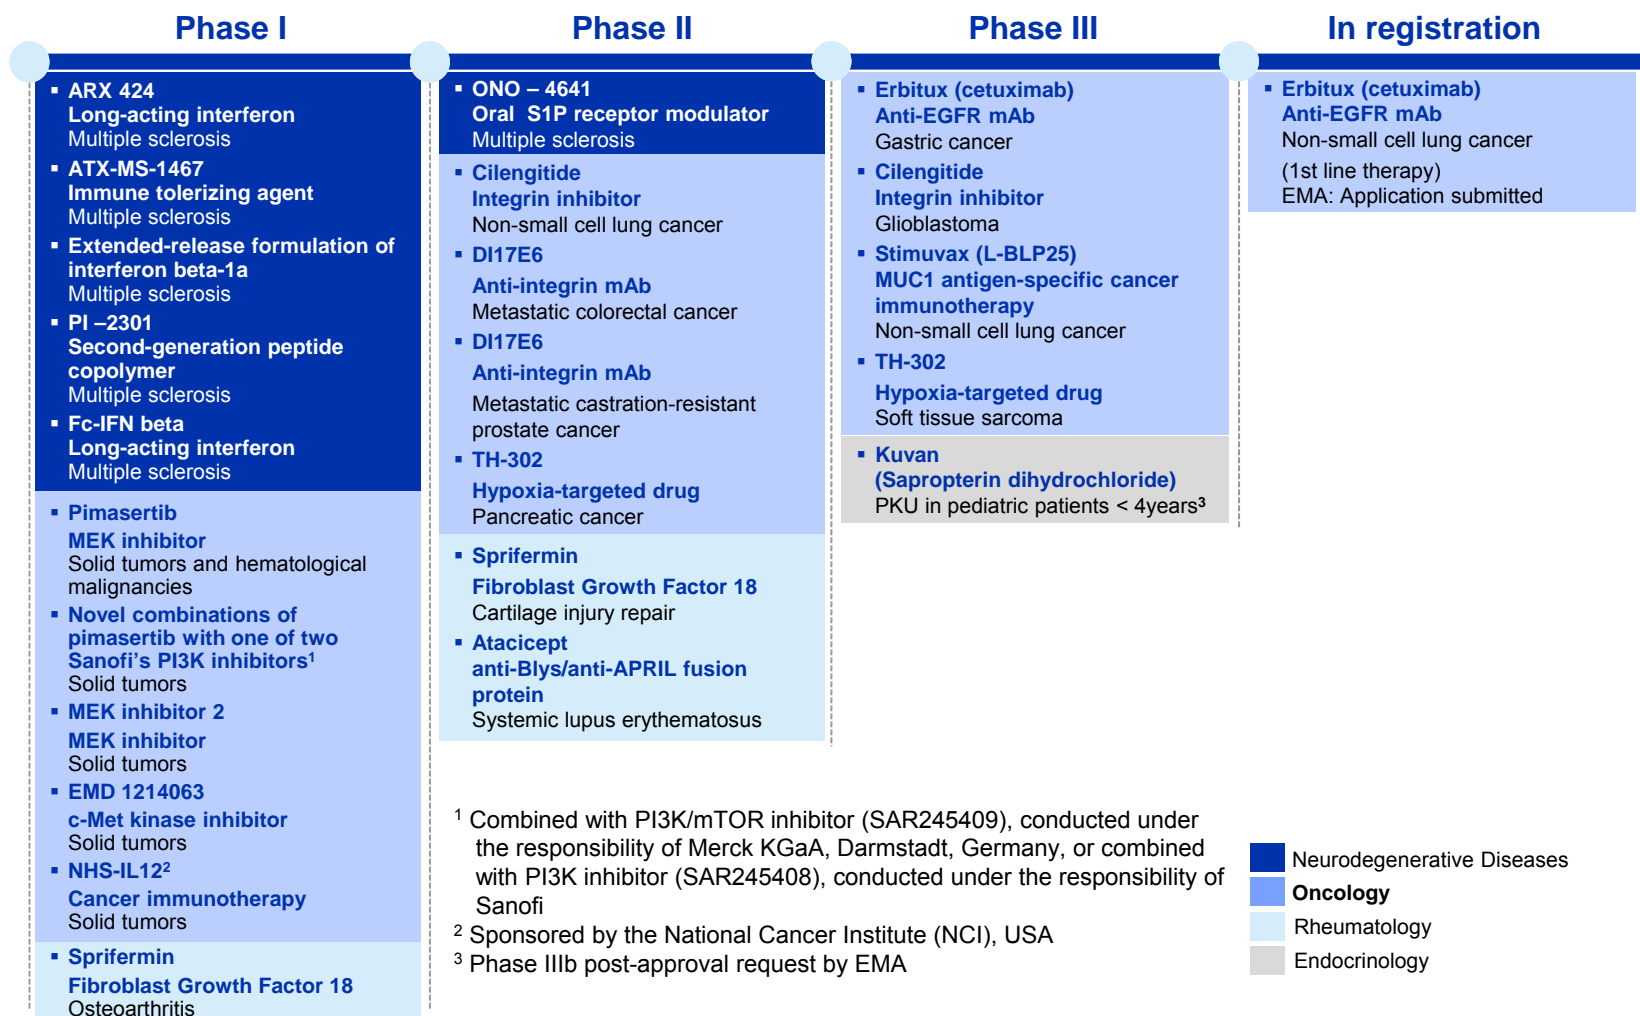 Phase I
Phase II
Phase III
In registration
▪ ARX 424
Long-acting interferon
Multiple sclerosis
▪ ATX-MS-1467
Immune tolerizing agent
Multiple sclerosis
▪ Extended-release formulation of
interferon beta-1a
Multiple sclerosis
▪ PI –2301
Second-generation peptide
copolymer
Multiple sclerosis
▪ Fc-IFN beta
Long-acting interferon
Multiple sclerosis
▪ Pimasertib
MEK inhibitor
Solid tumors and hematological
malignancies
▪ Novel combinations of
pimasertib with one of two
Sanofi’s PI3K inhibitors¹
Solid tumors
▪ MEK inhibitor 2
MEK inhibitor
Solid tumors
▪ EMD 1214063
c-Met kinase inhibitor
Solid tumors
▪ NHS-IL12²
Cancer immunotherapy
Solid tumors
▪ Sprifermin
Fibroblast Growth Factor 18
Osteoarthritis
▪ ONO – 4641
Oral S1P receptor modulator
Multiple sclerosis
▪ Cilengitide
Integrin inhibitor
Non-small cell lung cancer
▪ DI17E6
Anti-integrin mAb
Metastatic colorectal cancer
▪ DI17E6
Anti-integrin mAb
Metastatic castration-resistant
prostate cancer
▪ TH-302
Hypoxia-targeted drug
Pancreatic cancer
▪ Sprifermin
Fibroblast Growth Factor 18
Cartilage injury repair
▪ Atacicept
anti-Blys/anti-APRIL fusion
protein
Systemic lupus erythematosus
▪ Erbitux (cetuximab)
Anti-EGFR mAb
Gastric cancer
▪ Cilengitide
Integrin inhibitor
Glioblastoma
▪ Stimuvax (L-BLP25)
MUC1 antigen-specific cancer
immunotherapy
Non-small cell lung cancer
▪ TH-302
Hypoxia-targeted drug
Soft tissue sarcoma
▪ Kuvan
(Sapropterin dihydrochloride)
PKU in pediatric patients < 4years³
▪ Erbitux (cetuximab)
Anti-EGFR mAb
Non-small cell lung cancer
(1st line therapy)
EMA: Application submitted
¹ Combined with PI3K/mTOR inhibitor (SAR245409), conducted under
the responsibility of Merck KGaA, Darmstadt, Germany, or combined
with PI3K inhibitor (SAR245408), conducted under the responsibility of
Sanofi
² Sponsored by the National Cancer Institute (NCI), USA
³ Phase IIIb post-approval request by EMA
Neurodegenerative Diseases
Oncology
Rheumatology
Endocrinology